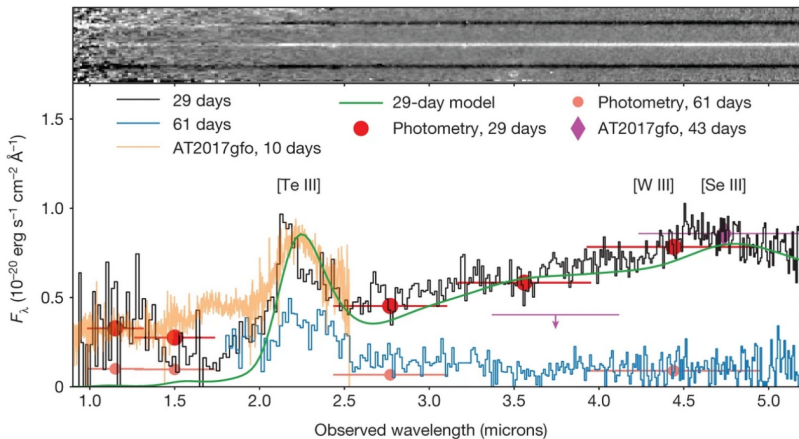 29 days
61 days
AT2017gfo, 10 days
29-day model
Photometry, 29 days
Photometry, 61 days
AT2017gfo, 43 days
[Te III]
[W III]
[Se III]
1.5
1.0
0.5
0
Fλ (10⁻²⁰ erg s⁻¹ cm⁻² Å⁻¹)
1.0 1.5 2.0 2.5 3.0 3.5 4.0 4.5 5.0
Observed wavelength (microns)